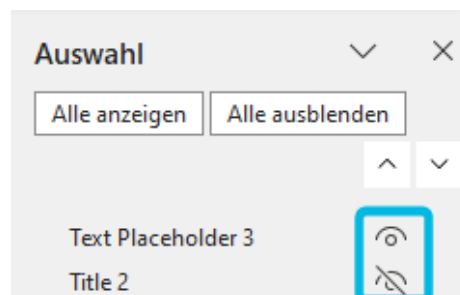 Auswahl
Alle anzeigen Alle ausblenden
Text Placeholder 3
Title 2